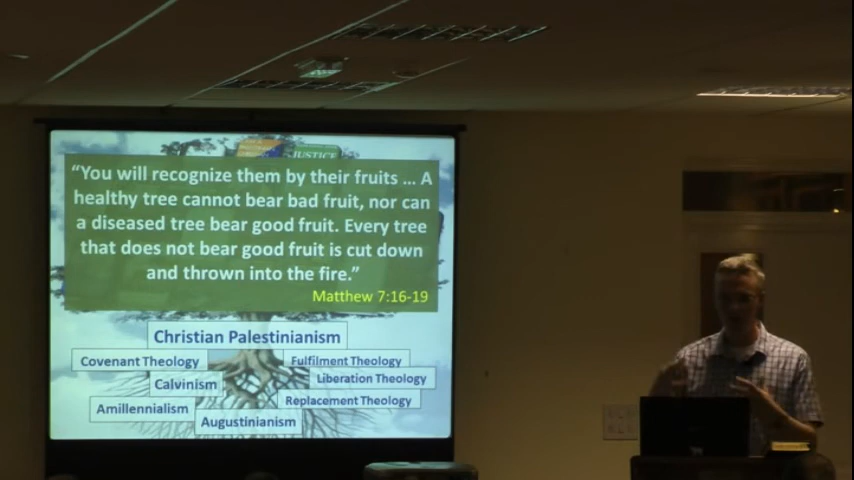 JUSTICE
“You will recognize them by their fruits ... A
healthy tree cannot bear bad fruit, nor can
a diseased tree bear good fruit. Every tree
that does not bear good fruit is cut down
and thrown into the fire.”
Matthew 7:16-19
Christian Palestinianism
Covenant Theology
Fulfilment Theology
Calvinism
Liberation Theology
Amillennialism
Replacement Theology
Augustinianism